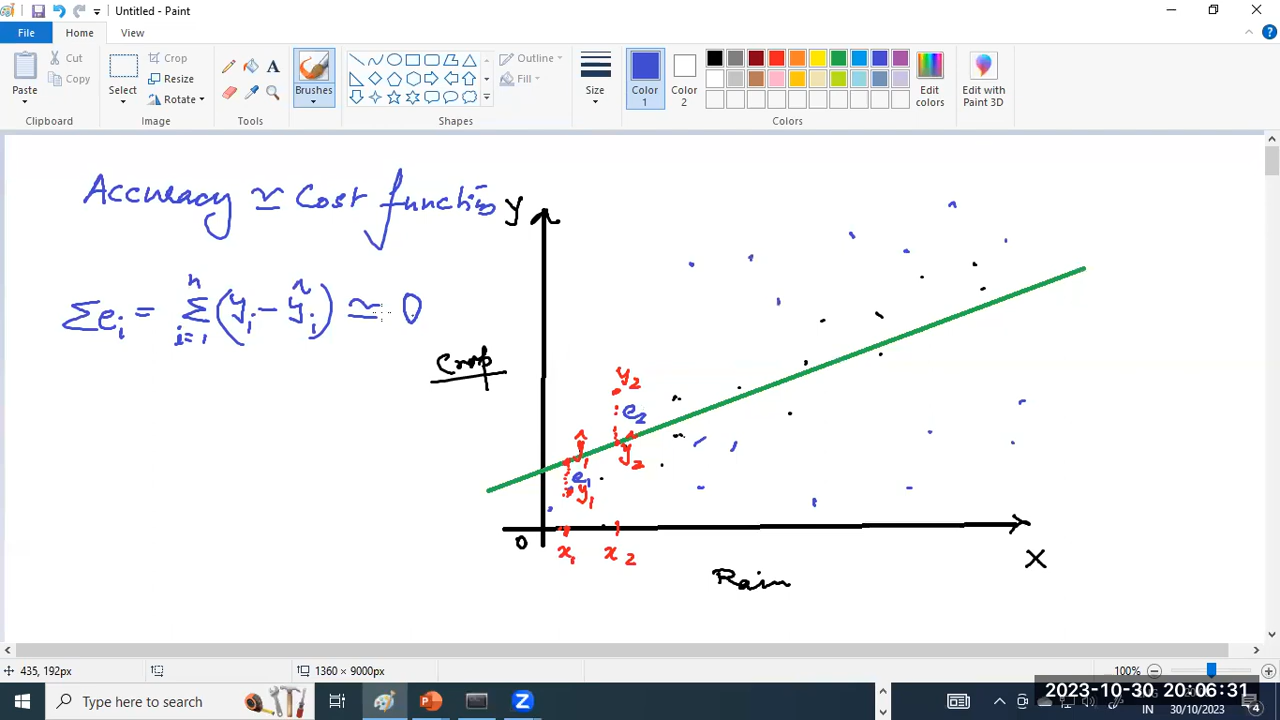 Untitled - Paint
File Home View
Paste
Cut
Copy
Clipboard
Select
Crop
Resize
Rotate
Image
A
Tools
Brushes
Outline
Fill
Shapes
Size
Color 1
Color 2
Edit colors
Colors
Edit with Paint 3D
Accuracy ≃ Cost function
Σei = Σ i=1 n (yi - ŷi) ≃ 0
Y
Crop
y2
e2
ŷ1
ŷ2
e1
y1
0
x1 x2
X
Rain
435, 192px
1360 × 9000px
100%
Type here to search
2023-10-30 20:06:31
IN
30/10/2023
4